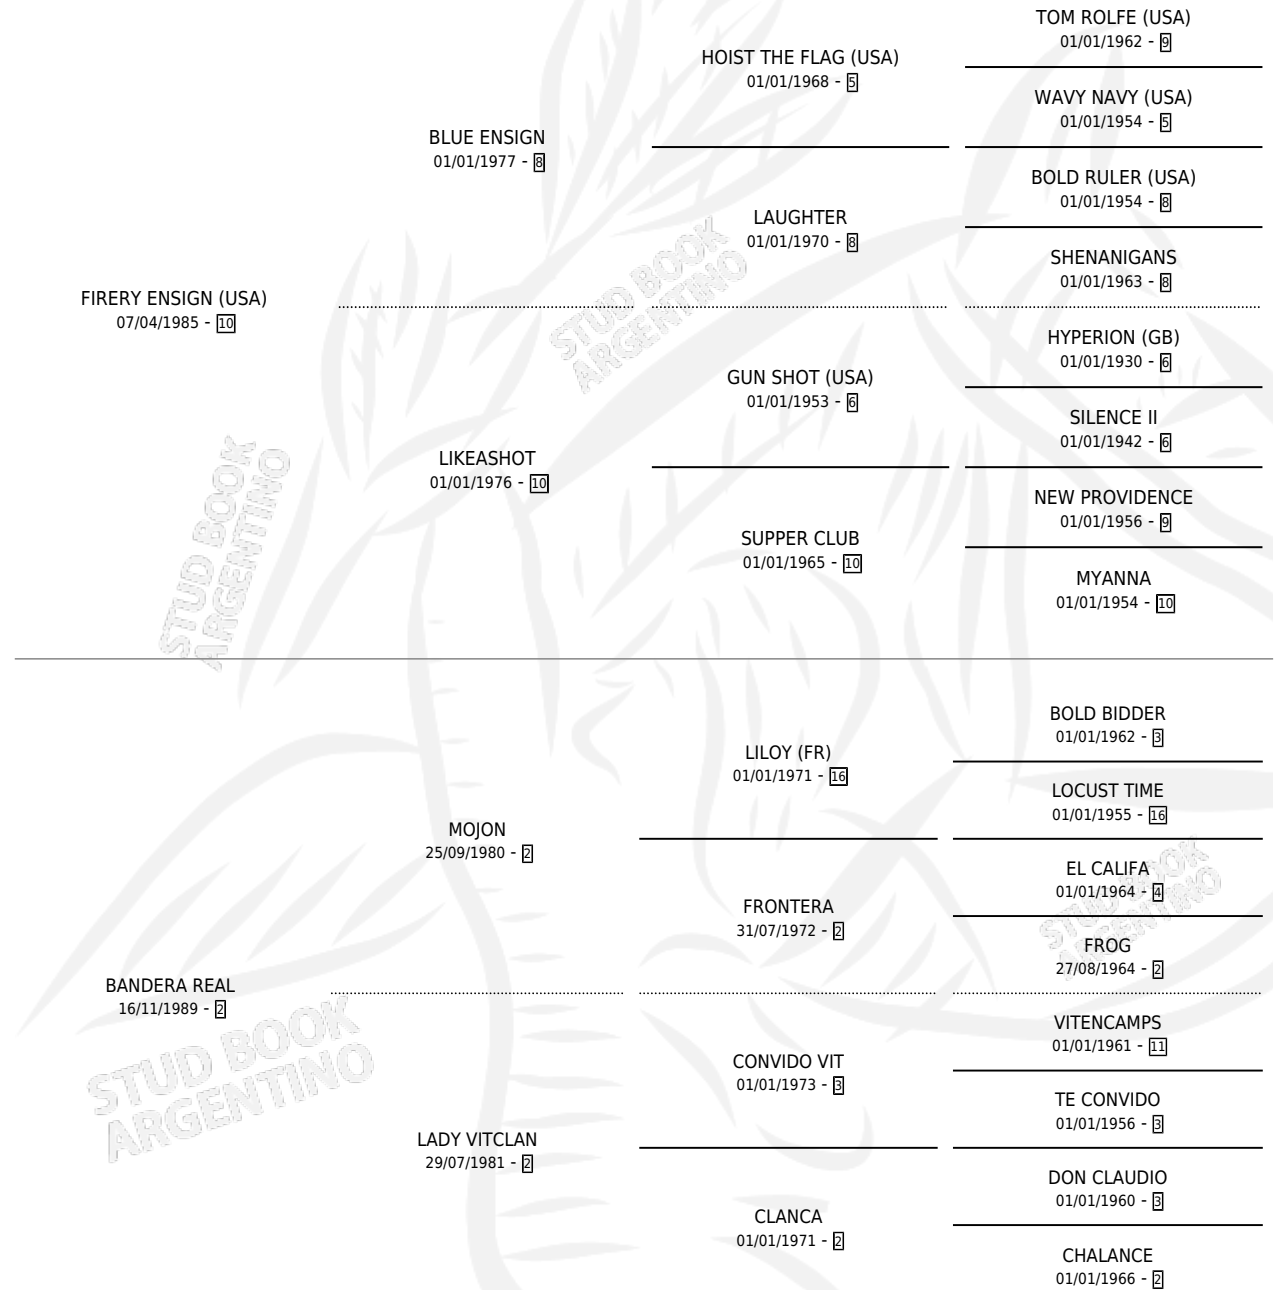 TOM ROLFE (USA)
01/01/1962 - 9
HOIST THE FLAG (USA)
01/01/1968 - 5
WAVY NAVY (USA)
01/01/1954 - 5
BLUE ENSIGN
01/01/1977 - 8
BOLD RULER (USA)
01/01/1954 - 8
LAUGHTER
01/01/1970 - 8
SHENANIGANS
01/01/1963 - 8
FIRERY ENSIGN (USA)
07/04/1985 - 10
STUD BOOK
ARGENTINO
HYPERION (GB)
01/01/1930 - 6
GUN SHOT (USA)
01/01/1953 - 6
SILENCE II
01/01/1942 - 6
LIKEASHOT
01/01/1976 - 10
NEW PROVIDENCE
01/01/1956 - 9
SUPPER CLUB
01/01/1965 - 10
MYANNA
01/01/1954 - 10
STUD BOOK
ARGENTINO
BOLD BIDDER
01/01/1962 - 3
LILOY (FR)
01/01/1971 - 16
LOCUST TIME
01/01/1955 - 16
MOJON
25/09/1980 - 2
EL CALIFA
01/01/1964 - 4
FRONTERA
31/07/1972 - 2
FROG
27/08/1964 - 2
STUD BOOK
ARGENTINO
BANDERA REAL
16/11/1989 - 2
VITENCAMPS
01/01/1961 - 11
CONVIDO VIT
01/01/1973 - 3
TE CONVIDO
01/01/1956 - 3
STUD BOOK
ARGENTINO
LADY VITCLAN
29/07/1981 - 2
DON CLAUDIO
01/01/1960 - 3
CLANCA
01/01/1971 - 2
CHALANCE
01/01/1966 - 2